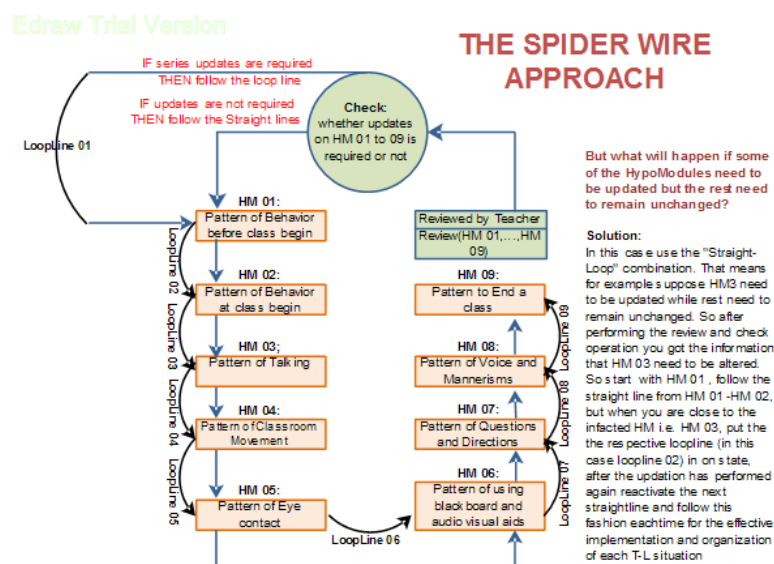 Edraw Trial Version
THE SPIDER WIRE
APPROACH
IF series updates are required
THEN follow the loop line
IF updates are not required
THEN follow the Straight lines
Check:
whether updates
on HM 01 to 09 is
required or not
LoopLine 01
HM 01:
Pattern of Behavior
before class begin
LoopLine 02
HM 02:
Pattern of Behavior
at class begin
LoopLine 03
HM 03;
Pattern of Talking
LoopLine 04
HM 04:
Pattern of Classroom
Movement
LoopLine 05
HM 05:
Pattern of Eye
contact
LoopLine 06
Reviewed by Teacher
Review(HM 01,...,HM
09)
HM 09:
Pattern to End a
class
LoopLine 09
HM 08:
Pattern of Voice and
Mannerisms
LoopLine 08
HM 07:
Pattern of Questions
and Directions
LoopLine 07
HM 06:
Pattern of using
black board and
audio visual aids
But what will happen if some
of the HypoModules need to
be updated but the rest need
to remain unchanged?
Solution:
In this case use the "Straight-
Loop" combination. That means
for example suppose HM3 need
to be updated while rest need to
remain unchanged. So after
performing the review and check
operation you got the information
that HM 03 need to be altered.
So start with HM 01 , follow the
straight line from HM 01 -HM 02,
but when you are close to the
infacted HM i.e. HM 03, put the
the respective loopline (in this
case loopline 02) in on state,
after the updation has performed
again reactivate the next
straightline and follow this
fashion eachtime for the effective
implementation and organization
of each T-L situation